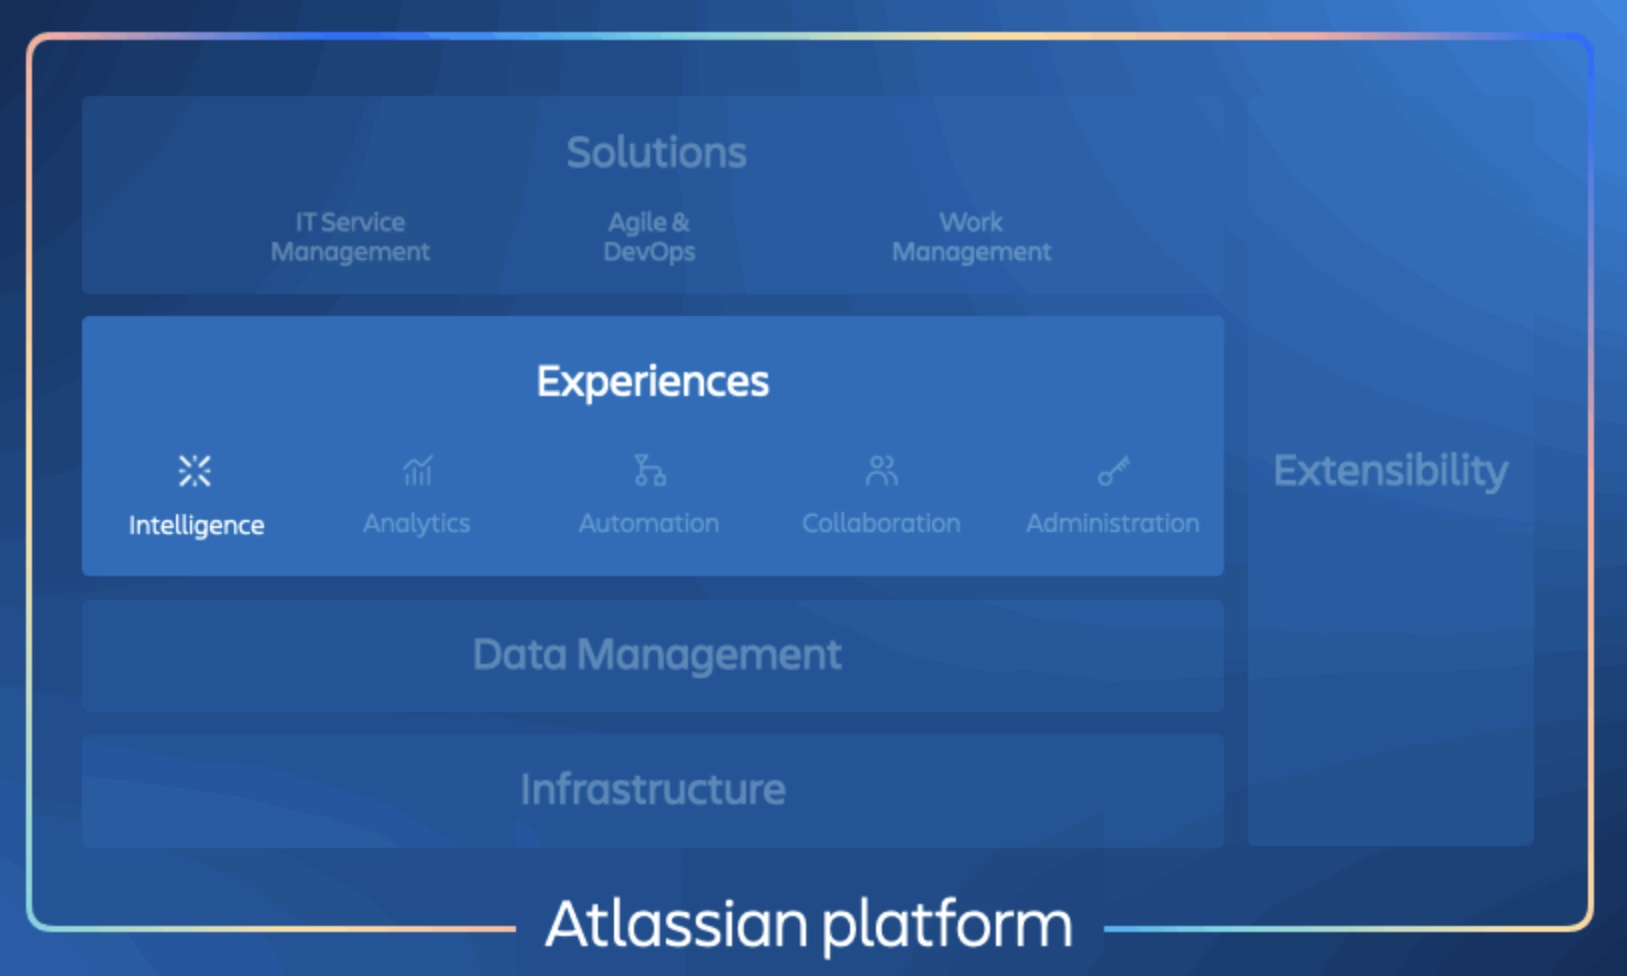 Solutions
IT Service
Management
Agile &
DevOps
Work
Management
Experiences
Intelligence
Analytics
Automation
Collaboration
Administration
Extensibility
Data Management
Infrastructure
Atlassian platform